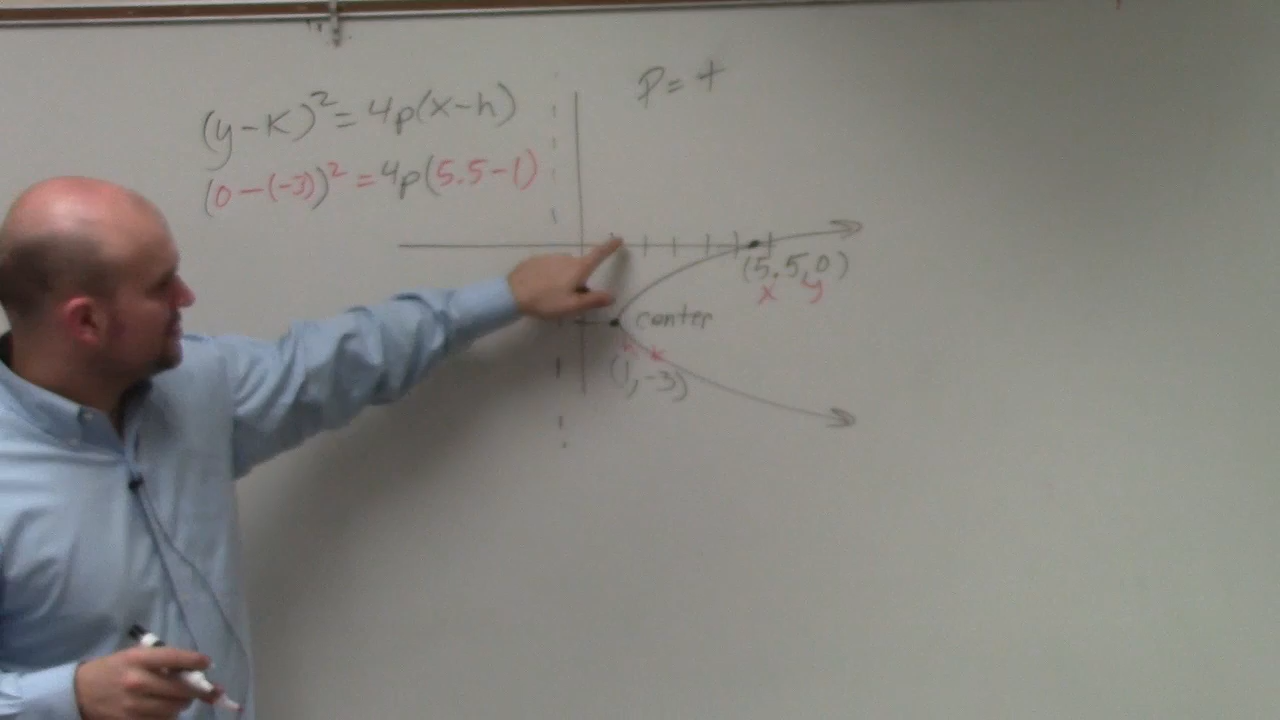 P = +
(y-K)² = 4p(x-h)
(0-(-3))² = 4p(5.5-1)
(5.5,0)
x y
center
h k
(1,-3)